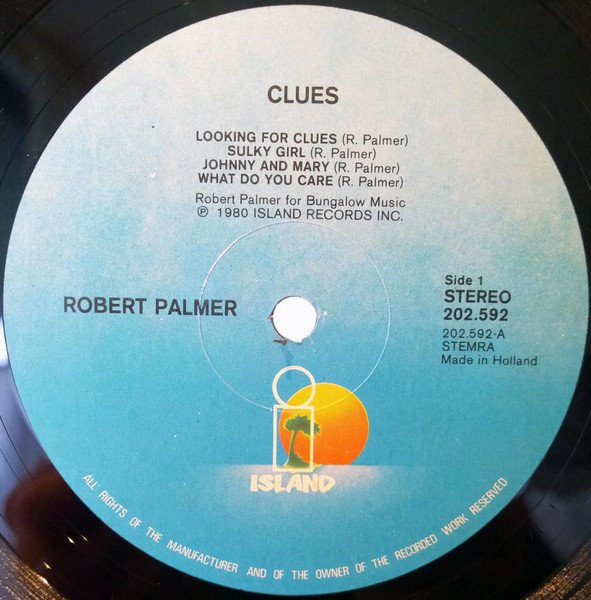 CLUES
LOOKING FOR CLUES (R. Palmer)
SULKY GIRL (R. Palmer)
JOHNNY AND MARY (R. Palmer)
WHAT DO YOU CARE (R. Palmer)
Robert Palmer for Bungalow Music
℗ 1980 ISLAND RECORDS INC.
ROBERT PALMER
Side 1
STEREO
202.592
202.592-A
STEMRA
Made in Holland
ISLAND
ALL RIGHTS OF THE MANUFACTURER AND OF THE OWNER OF THE RECORDED WORK RESERVED